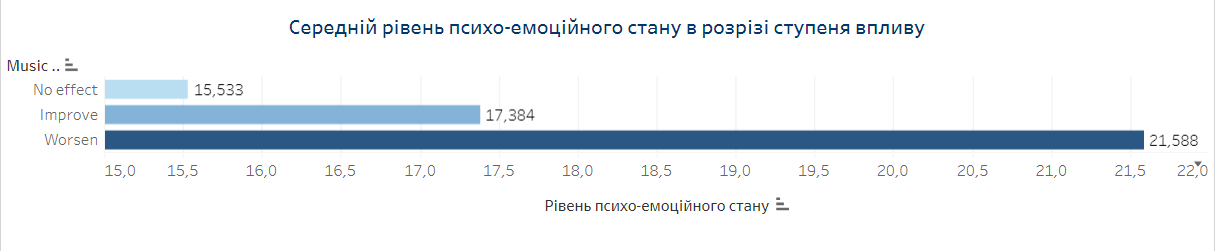 Середній рівень психо-емоційного стану в розрізі ступеня впливу
Music ..
No effect 15,533
Improve 17,384
Worsen 21,588
15,0 15,5 16,0 16,5 17,0 17,5 18,0 18,5 19,0 19,5 20,0 20,5 21,0 21,5 22,0
Рівень психо-емоційного стану